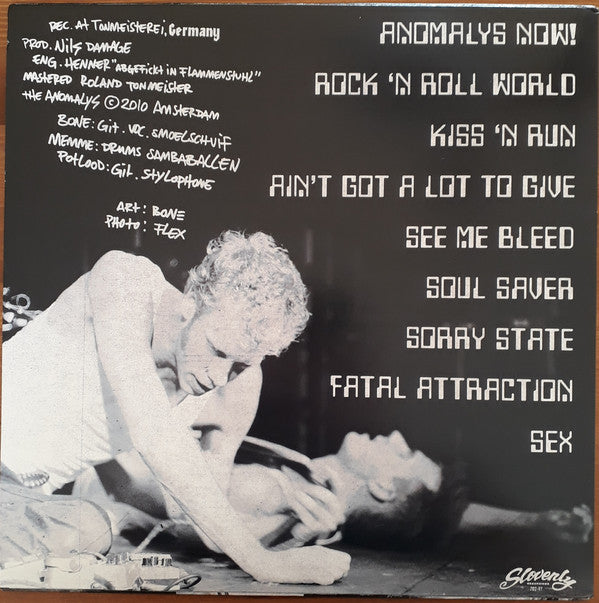 REC. At TonmeistereI, Germany
PROD. Nils DAMAGE
ENG. HENNER "ABGEFICKT iN FLAMMENSTUHL"
MASTERED ROLAND TONMEISTER
tHE ANOMALYS © 2010 AMSTERDAM
BONE: Git. VOC. SMOELSCHUIF
MEMME: DRUMS SAMBABALLEN
POTLOOD: Git. STYLOPHONE
ARt: BONE
PHOto: FLEX
ANOMALYS NOW!
ROCK 'N ROLL WORLD
KISS 'N RUN
AIN'T GOT A LOT TO GIVE
SEE ME BLEED
SOUL SAVER
SORRY STATE
FATAL ATTRACTION
SEX
Slovenly
RECORDINGS